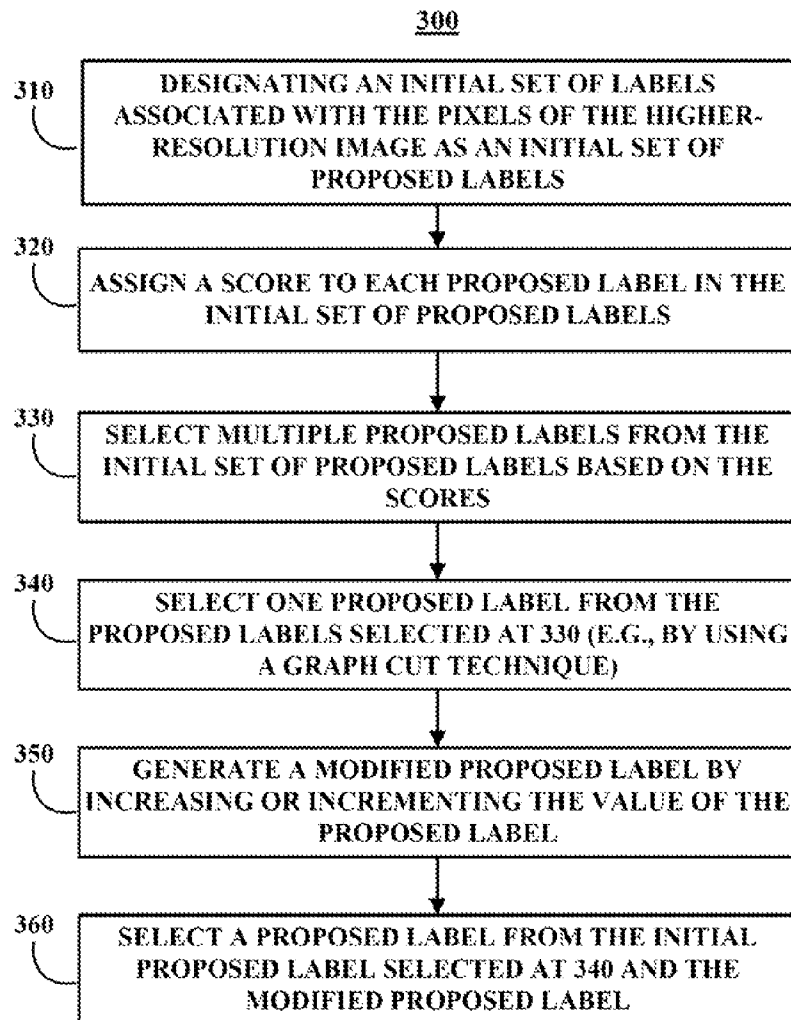 300
310
DESIGNATING AN INITIAL SET OF LABELS
ASSOCIATED WITH THE PIXELS OF THE HIGHER-
RESOLUTION IMAGE AS AN INITIAL SET OF
PROPOSED LABELS
320
ASSIGN A SCORE TO EACH PROPOSED LABEL IN THE
INITIAL SET OF PROPOSED LABELS
330
SELECT MULTIPLE PROPOSED LABELS FROM THE
INITIAL SET OF PROPOSED LABELS BASED ON THE
SCORES
340
SELECT ONE PROPOSED LABEL FROM THE
PROPOSED LABELS SELECTED AT 330 (E.G., BY USING
A GRAPH CUT TECHNIQUE)
350
GENERATE A MODIFIED PROPOSED LABEL BY
INCREASING OR INCREMENTING THE VALUE OF THE
PROPOSED LABEL
360
SELECT A PROPOSED LABEL FROM THE INITIAL
PROPOSED LABEL SELECTED AT 340 AND THE
MODIFIED PROPOSED LABEL